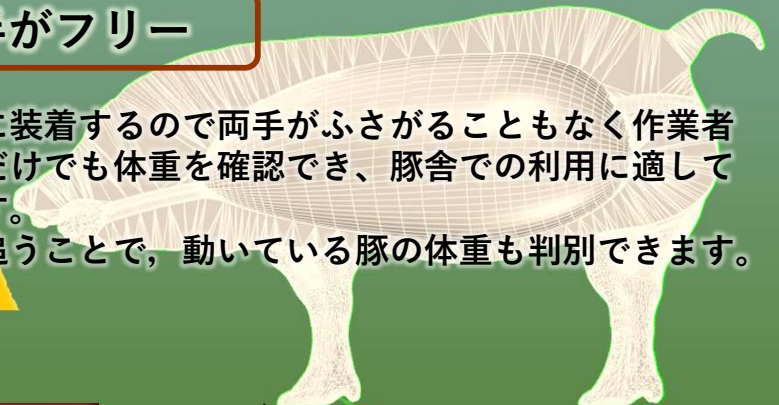 がフリー
装着するので両手がふさがることもなく作業者
だけでも体重を確認でき、豚舎での利用に適して
す。
追うことで，動いている豚の体重も判別できます。